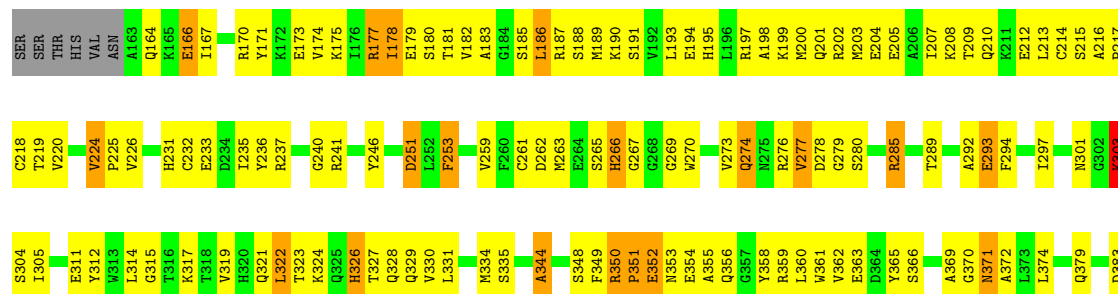 SER SER THR HIS VAL ASN A163 Q164 K165 E166 I167 R170 Y171 K172 E173 V174 K175 I176 R177 I178 E179 S180 T181 V182 A183 G184 S185 L186 R187 S188 M189 K190 S191 V192 L193 E194 H195 L196 R197 A198 K199 M200 Q201 R202 M203 E204 E205 A206 I207 K208 T209 Q210 K211 E212 L213 C214 S215 A216
C218 T219 V220 V224 P225 V226 H231 C232 E233 D234 I235 Y236 R237 G240 R241 Y246 D251 L252 F253 V259 F260 C261 D262 M263 E264 S265 H266 G267 G268 G269 W270 V273 Q274 N275 R276 V277 D278 G279 S280 R285 T289 A292 E293 F294 I297 N301 G302
S304 I305 E311 Y312 W313 L314 G315 T316 K317 T318 V319 H320 Q321 L322 T323 K324 Q325 H326 T327 Q328 Q329 V330 L331 M334 S335 A344 S348 F349 R350 P351 E352 N353 E354 A355 Q356 G357 Y358 R359 L360 W361 V362 E363 D364 Y365 S366 A369 G370 N371 A372 L373 L374 Q379